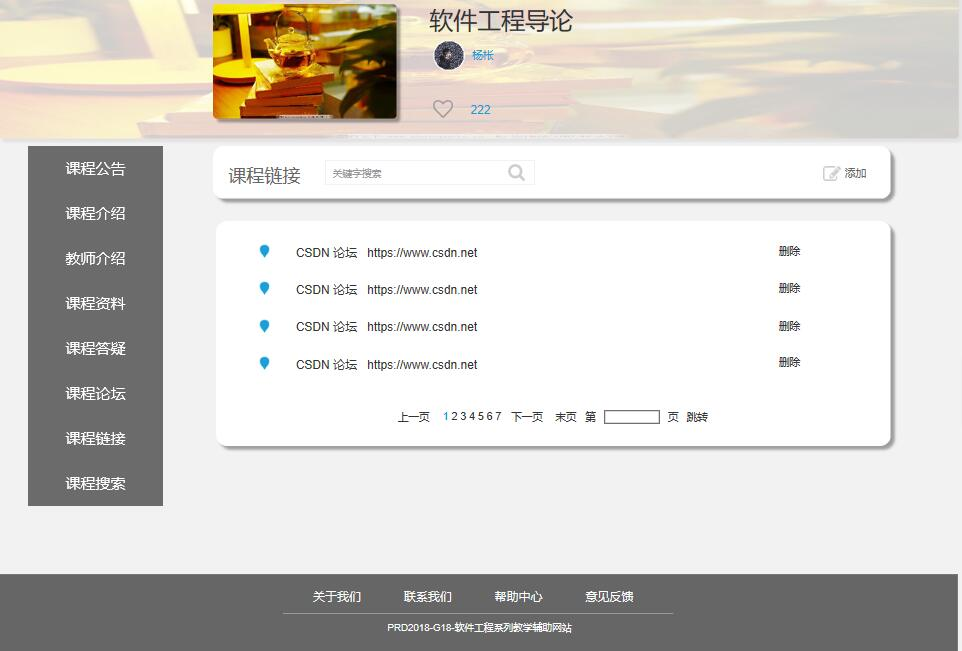 软件工程导论
杨枨
222
课程公告
课程介绍
教师介绍
课程资料
课程答疑
课程论坛
课程链接
课程搜索
课程链接 关键字搜索 添加
CSDN 论坛 https://www.csdn.net 删除
CSDN 论坛 https://www.csdn.net 删除
CSDN 论坛 https://www.csdn.net 删除
CSDN 论坛 https://www.csdn.net 删除
上一页 1 2 3 4 5 6 7 下一页 末页 第 页 跳转
关于我们 联系我们 帮助中心 意见反馈
PRD2018-G18-软件工程系列教学辅助网站